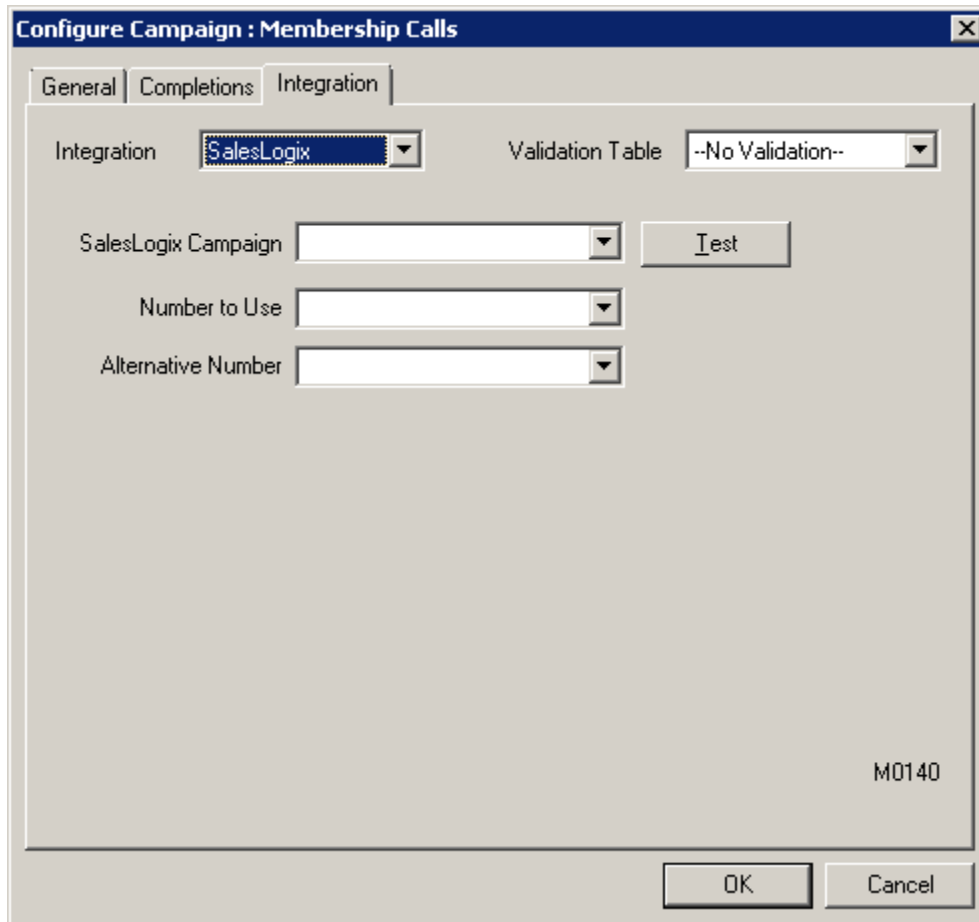 Configure Campaign : Membership Calls
General Completions Integration
Integration SalesLogix Validation Table --No Validation--
SalesLogix Campaign Test
Number to Use
Alternative Number
M0140
OK Cancel